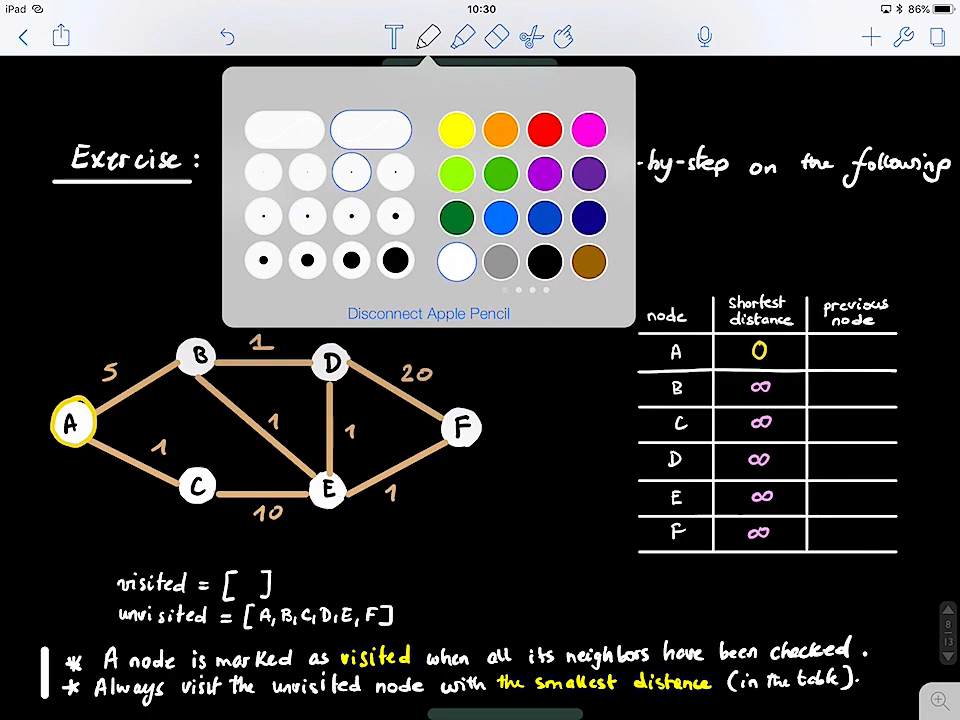 iPad
10:30
86%
T
Exercise :
-by-step on the following
Disconnect Apple Pencil
node
Shortest distance
previous node
A 0
B ∞
C ∞
D ∞
E ∞
F ∞
B 1 D
5
20
A
1
1
1
F
C
E
10
1
visited = [ ]
unvisited = [A, B, C, D, E, F]
* A node is marked as visited when all its neighbors have been checked.
* Always visit the unvisited node with the smallest distance (in the table).
8
13